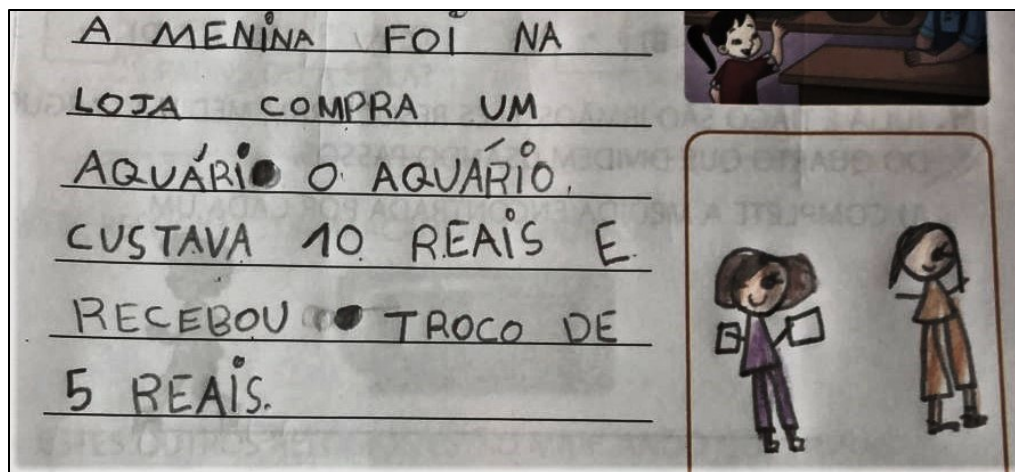 A MENINA FOI NA
LOJA COMPRA UM
AQUÁRIO O AQUÁRIO.
CUSTAVA 10 REAIS E
RECEBOU O TROCO DE
5 REAIS.